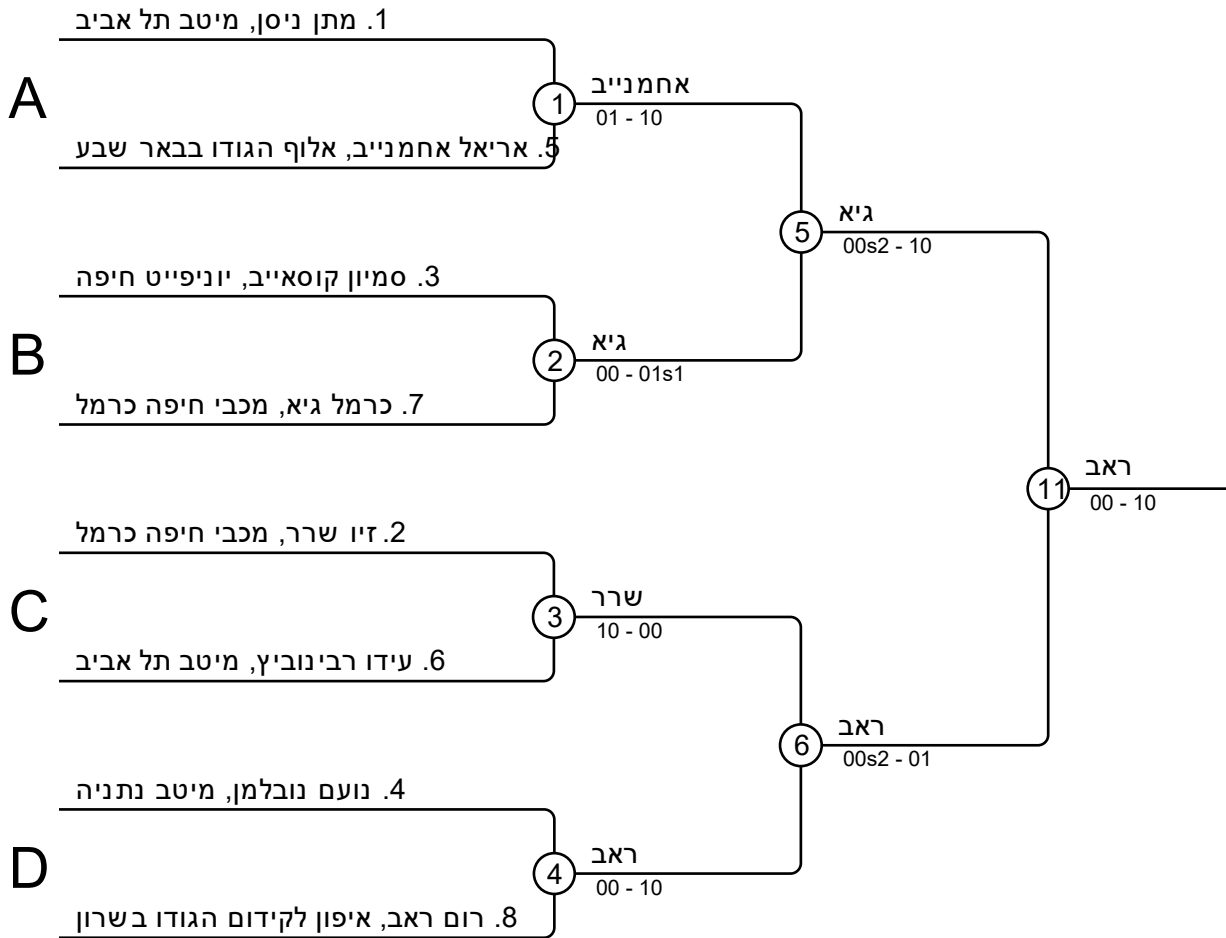 1. מתן ניסן, מיטב תל אביב
A
1
אחמנייב
01 - 10
5. אריאל אחמנייב, אלוף הגודו בבאר שבע
5
גיא
00s2 - 10
3. סמיון קוסאייב, יוניפייט חיפה
B
2
גיא
00 - 01s1
7. כרמל גיא, מכבי חיפה כרמל
11
ראב
00 - 10
2. זיו שרר, מכבי חיפה כרמל
C
3
שרר
10 - 00
6. עידו רבינוביץ, מיטב תל אביב
6
ראב
00s2 - 01
4. נועם נובלמן, מיטב נתניה
D
4
ראב
00 - 10
8. רום ראב, איפון לקידום הגודו בשרון